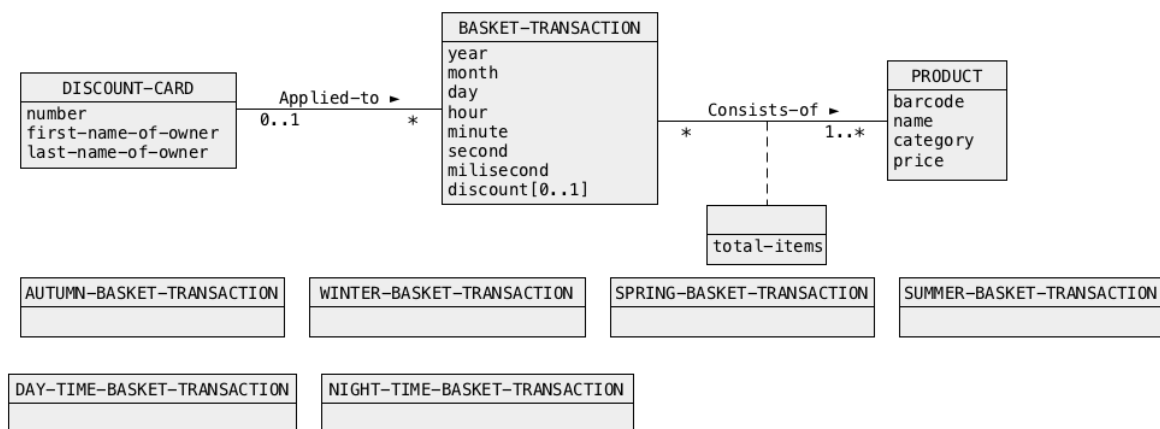 BASKET-TRANSACTION
year
month
day
hour
minute
second
milisecond
discount[0..1]
DISCOUNT-CARD
number
first-name-of-owner
last-name-of-owner
Applied-to ►
0..1
*
Consists-of ►
*
1..*
PRODUCT
barcode
name
category
price
total-items
AUTUMN-BASKET-TRANSACTION
WINTER-BASKET-TRANSACTION
SPRING-BASKET-TRANSACTION
SUMMER-BASKET-TRANSACTION
DAY-TIME-BASKET-TRANSACTION
NIGHT-TIME-BASKET-TRANSACTION